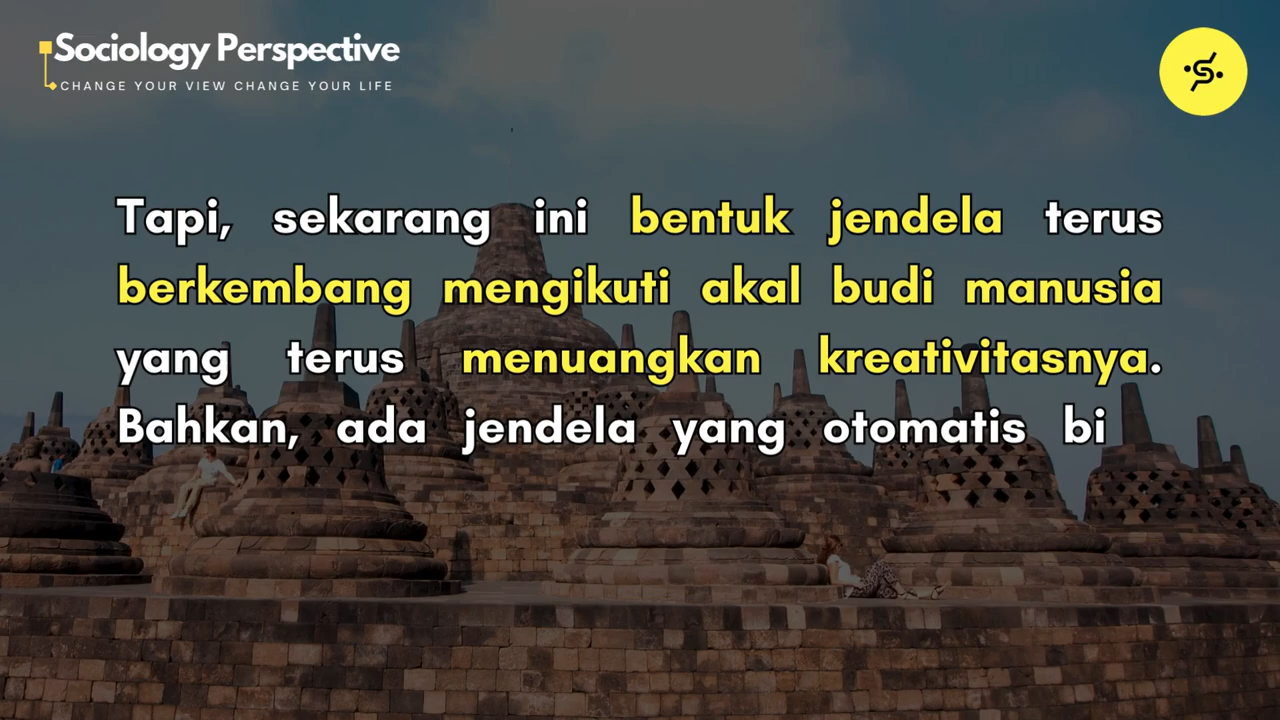 Sociology Perspective
CHANGE YOUR VIEW CHANGE YOUR LIFE
Tapi, sekarang ini bentuk jendela terus
berkembang mengikuti akal budi manusia
yang terus menuangkan kreativitasnya.
Bahkan, ada jendela yang otomatis bi